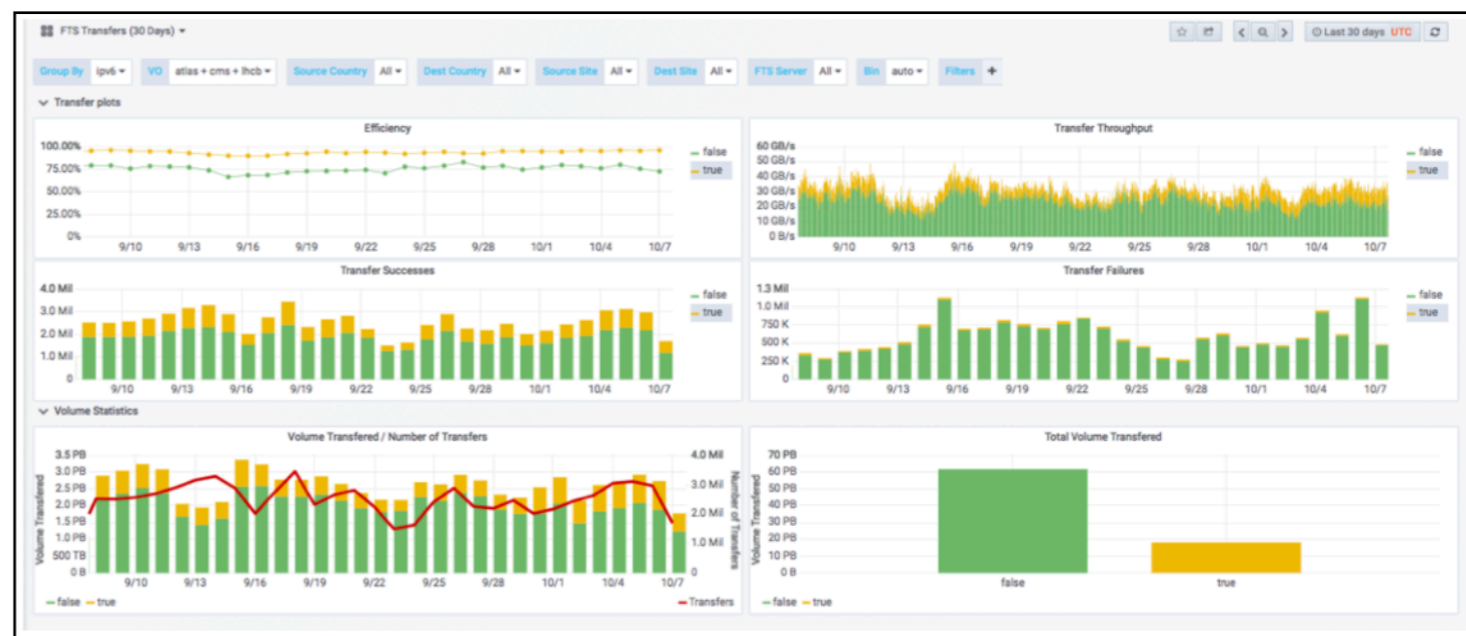 FTS Transfers (30 Days)
Last 30 days UTC
Group By ipv6 VO atlas + cms + lhcb Source Country All Dest Country All Source Site All Dest Site All FTS Server All Bin auto Filters +
Transfer plots
Efficiency
100.00%
75.00%
50.00%
25.00%
0%
9/10 9/13 9/16 9/19 9/22 9/25 9/28 10/1 10/4 10/7
false
true
Transfer Throughput
60 GB/s
50 GB/s
40 GB/s
30 GB/s
20 GB/s
10 GB/s
0 B/s
9/10 9/13 9/16 9/19 9/22 9/25 9/28 10/1 10/4 10/7
false
true
Transfer Successes
4.0 Mil
3.0 Mil
2.0 Mil
1.0 Mil
0
9/10 9/13 9/16 9/19 9/22 9/25 9/28 10/1 10/4 10/7
false
true
Transfer Failures
1.3 Mil
1.0 Mil
750 K
500 K
250 K
0
9/10 9/13 9/16 9/19 9/22 9/25 9/28 10/1 10/4 10/7
false
true
Volume Statistics
Volume Transfered / Number of Transfers
Volume Transfered
3.5 PB
3.0 PB
2.5 PB
2.0 PB
1.5 PB
1.0 PB
500 TB
0 B
4.0 Mil
3.0 Mil
2.0 Mil
1.0 Mil
0
Number of Transfers
9/10 9/13 9/16 9/19 9/22 9/25 9/28 10/1 10/4 10/7
false true Transfers
Total Volume Transfered
Volume Transfered
70 PB
60 PB
50 PB
40 PB
30 PB
20 PB
10 PB
0 B
false true
false true